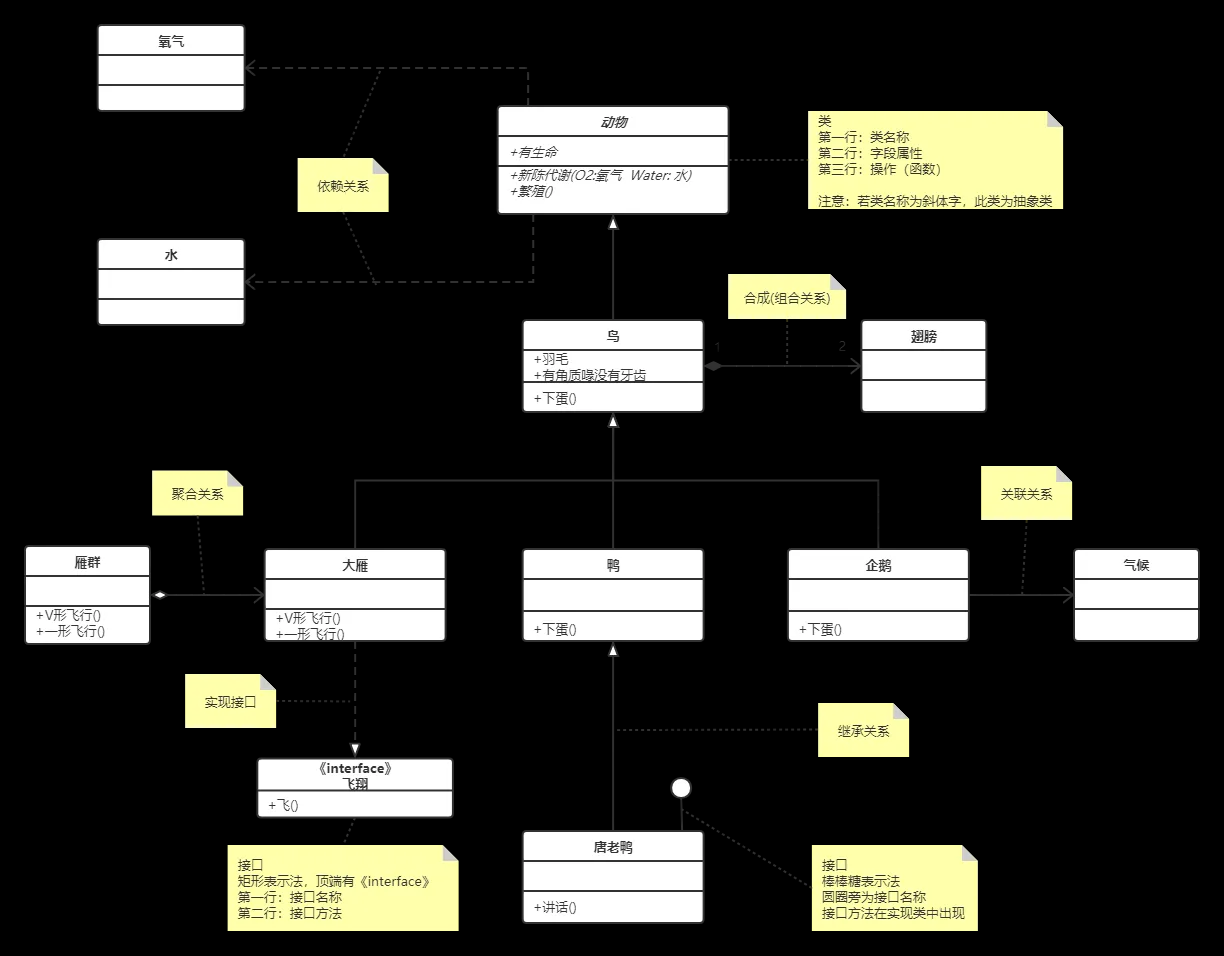 氧气
动物
+有生命
+新陈代谢(O2:氧气  Water: 水)
+繁殖()
类
第一行：类名称
第二行：字段属性
第三行：操作（函数）
注意：若类名称为斜体字，此类为抽象类
依赖关系
水
合成(组合关系)
鸟
+羽毛
+有角质喙没有牙齿
+下蛋()
1
2
翅膀
聚合关系
关联关系
雁群
+V形飞行()
+一形飞行()
大雁
+V形飞行()
+一形飞行()
鸭
+下蛋()
企鹅
+下蛋()
气候
实现接口
继承关系
《interface》
飞翔
+飞()
唐老鸭
+讲话()
接口
矩形表示法，顶端有《interface》
第一行：接口名称
第二行：接口方法
接口
棒棒糖表示法
圆圈旁为接口名称
接口方法在实现类中出现